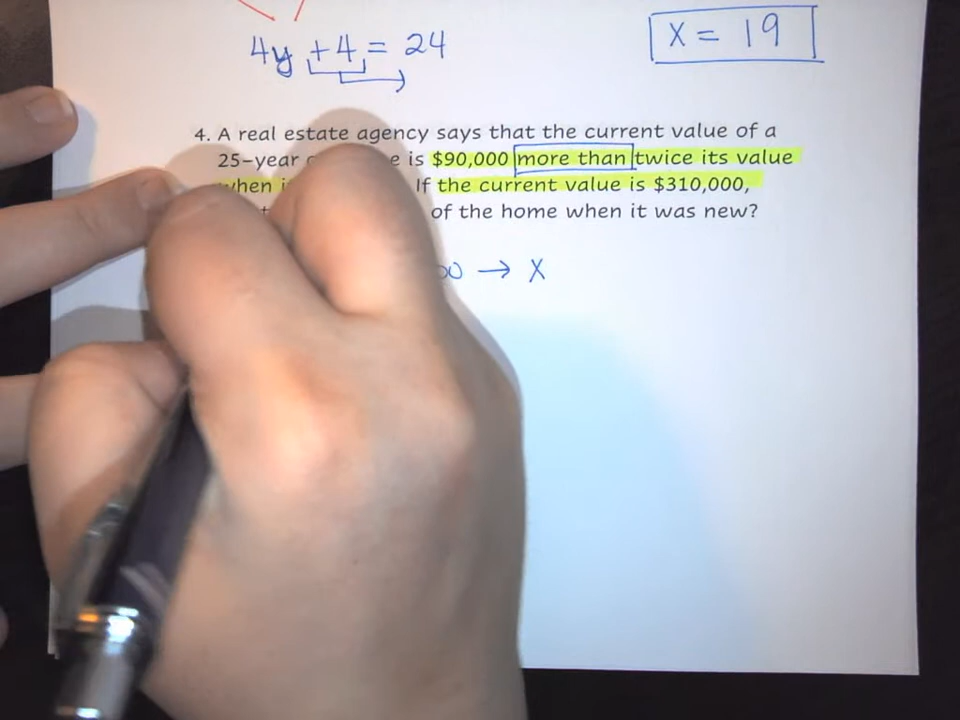 4y + 4 = 24
x = 19
4. A real estate agency says that the current value of a
25-year is $90,000 more than twice its value
when If the current value is $310,000,
of the home when it was new?
→ x